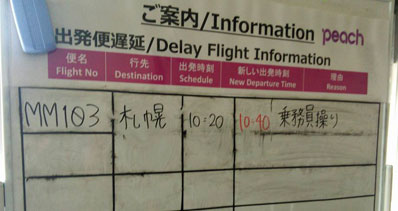 ご案内/Information peach
出発便遅延/Delay Flight Information
便名 行先 出発時刻 新しい出発時刻 理由
Flight No Destination Schedule New Departure Time Reason
MM103 札幌 10:20 10:40 乗務員操り